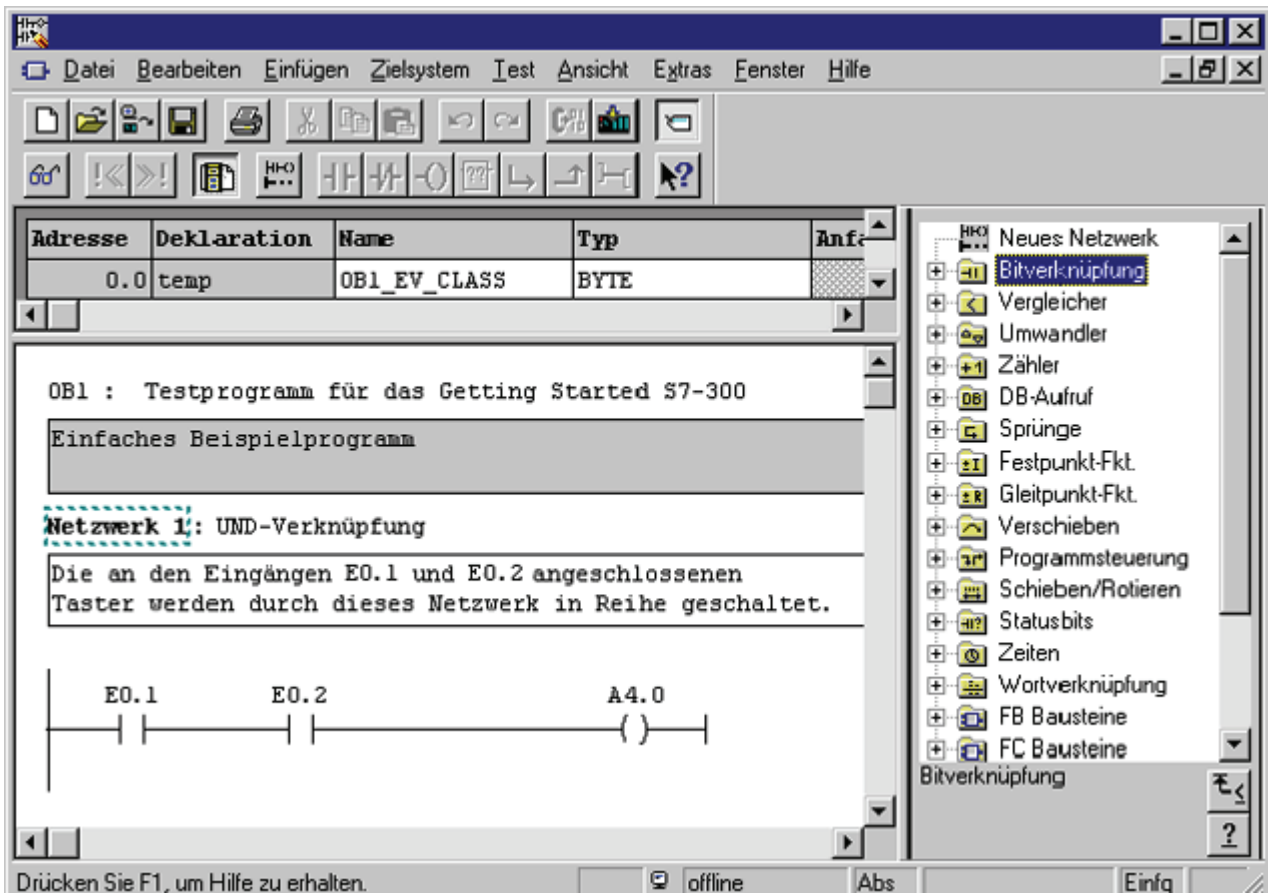 Datei Bearbeiten Einfügen Zielsystem Test Ansicht Extras Fenster Hilfe
Adresse Deklaration Name Typ Anfa
0.0 temp OB1_EV_CLASS BYTE
OB1 : Testprogramm für das Getting Started S7-300
Einfaches Beispielprogramm
Netzwerk 1: UND-Verknüpfung
Die an den Eingängen E0.1 und E0.2 angeschlossenen
Taster werden durch dieses Netzwerk in Reihe geschaltet.
E0.1 E0.2 A4.0
Neues Netzwerk
Bitverknüpfung
Vergleicher
Umwandler
Zähler
DB-Aufruf
Sprünge
Festpunkt-Fkt.
Gleitpunkt-Fkt.
Verschieben
Programmsteuerung
Schieben/Rotieren
Statusbits
Zeiten
Wortverknüpfung
FB Bausteine
FC Bausteine
Bitverknüpfung
Drücken Sie F1, um Hilfe zu erhalten. offline Abs Einfg